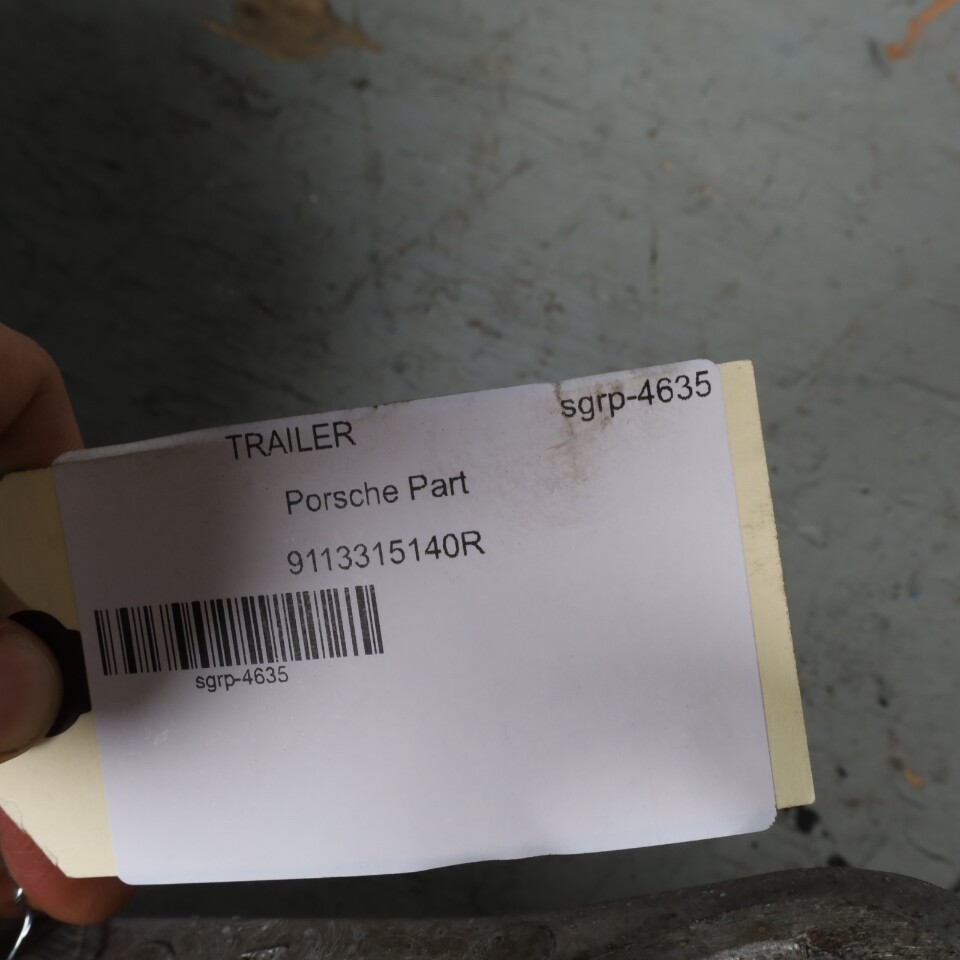 sgrp-4635
TRAILER
Porsche Part
9113315140R
sgrp-4635